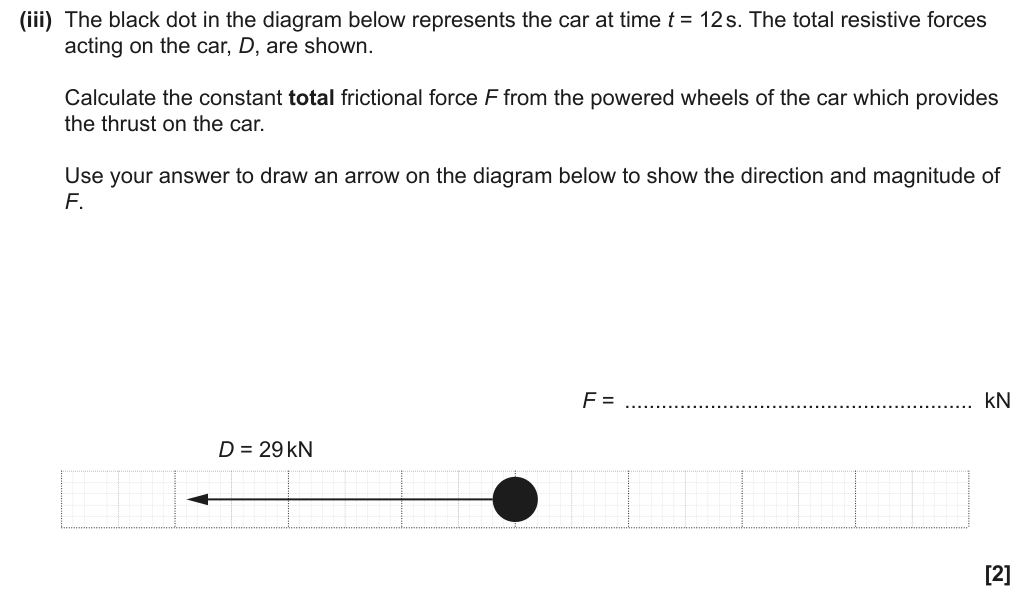 (iii) The black dot in the diagram below represents the car at time t = 12 s. The total resistive forces
acting on the car, D, are shown.
Calculate the constant total frictional force F from the powered wheels of the car which provides
the thrust on the car.
Use your answer to draw an arrow on the diagram below to show the direction and magnitude of
F.
F = .......................................................... kN
D = 29 kN
[2]